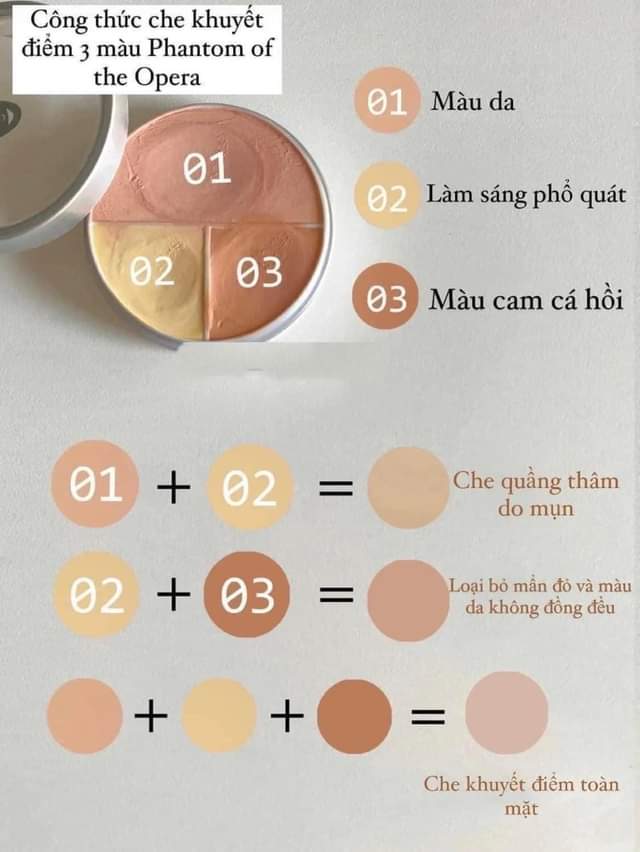 Công thức che khuyết
điểm 3 màu Phantom of
the Opera
01
01 Màu da
02 Làm sáng phổ quát
02 03
03 Màu cam cá hồi
01 + 02 = Che quầng thâm
do mụn
02 + 03 = Loại bỏ mẩn đỏ và màu
da không đồng đều
+ + =
Che khuyết điểm toàn
mặt